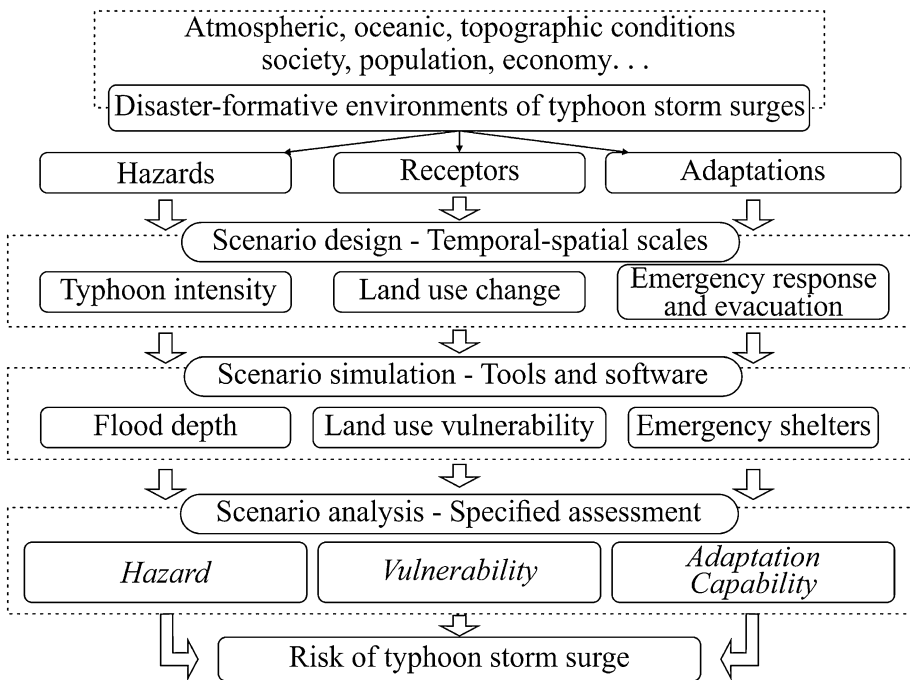 Atmospheric, oceanic, topographic conditions
society, population, economy. . .
Disaster-formative environments of typhoon storm surges
Hazards
Receptors
Adaptations
Scenario design - Temporal-spatial scales
Typhoon intensity
Land use change
Emergency response
and evacuation
Scenario simulation - Tools and software
Flood depth
Land use vulnerability
Emergency shelters
Scenario analysis - Specified assessment
Hazard
Vulnerability
Adaptation
Capability
Risk of typhoon storm surge